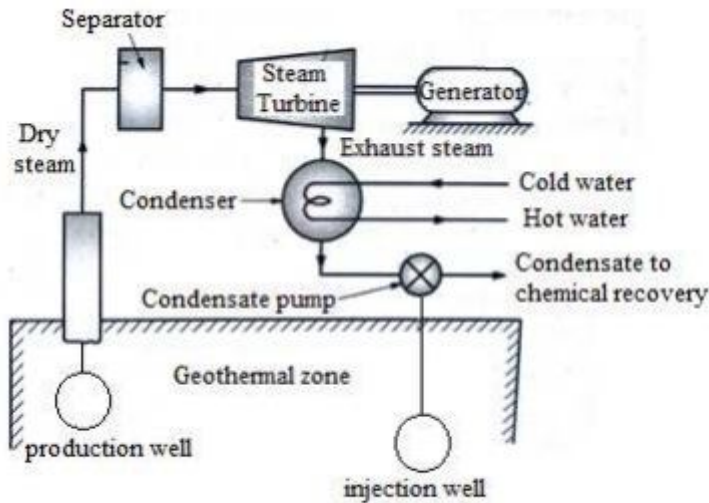 Separator
Steam
Turbine
Generator
Dry
steam
Exhaust steam
Cold water
Condenser
Hot water
Condensate to
chemical recovery
Condensate pump
Geothermal zone
production well
injection well